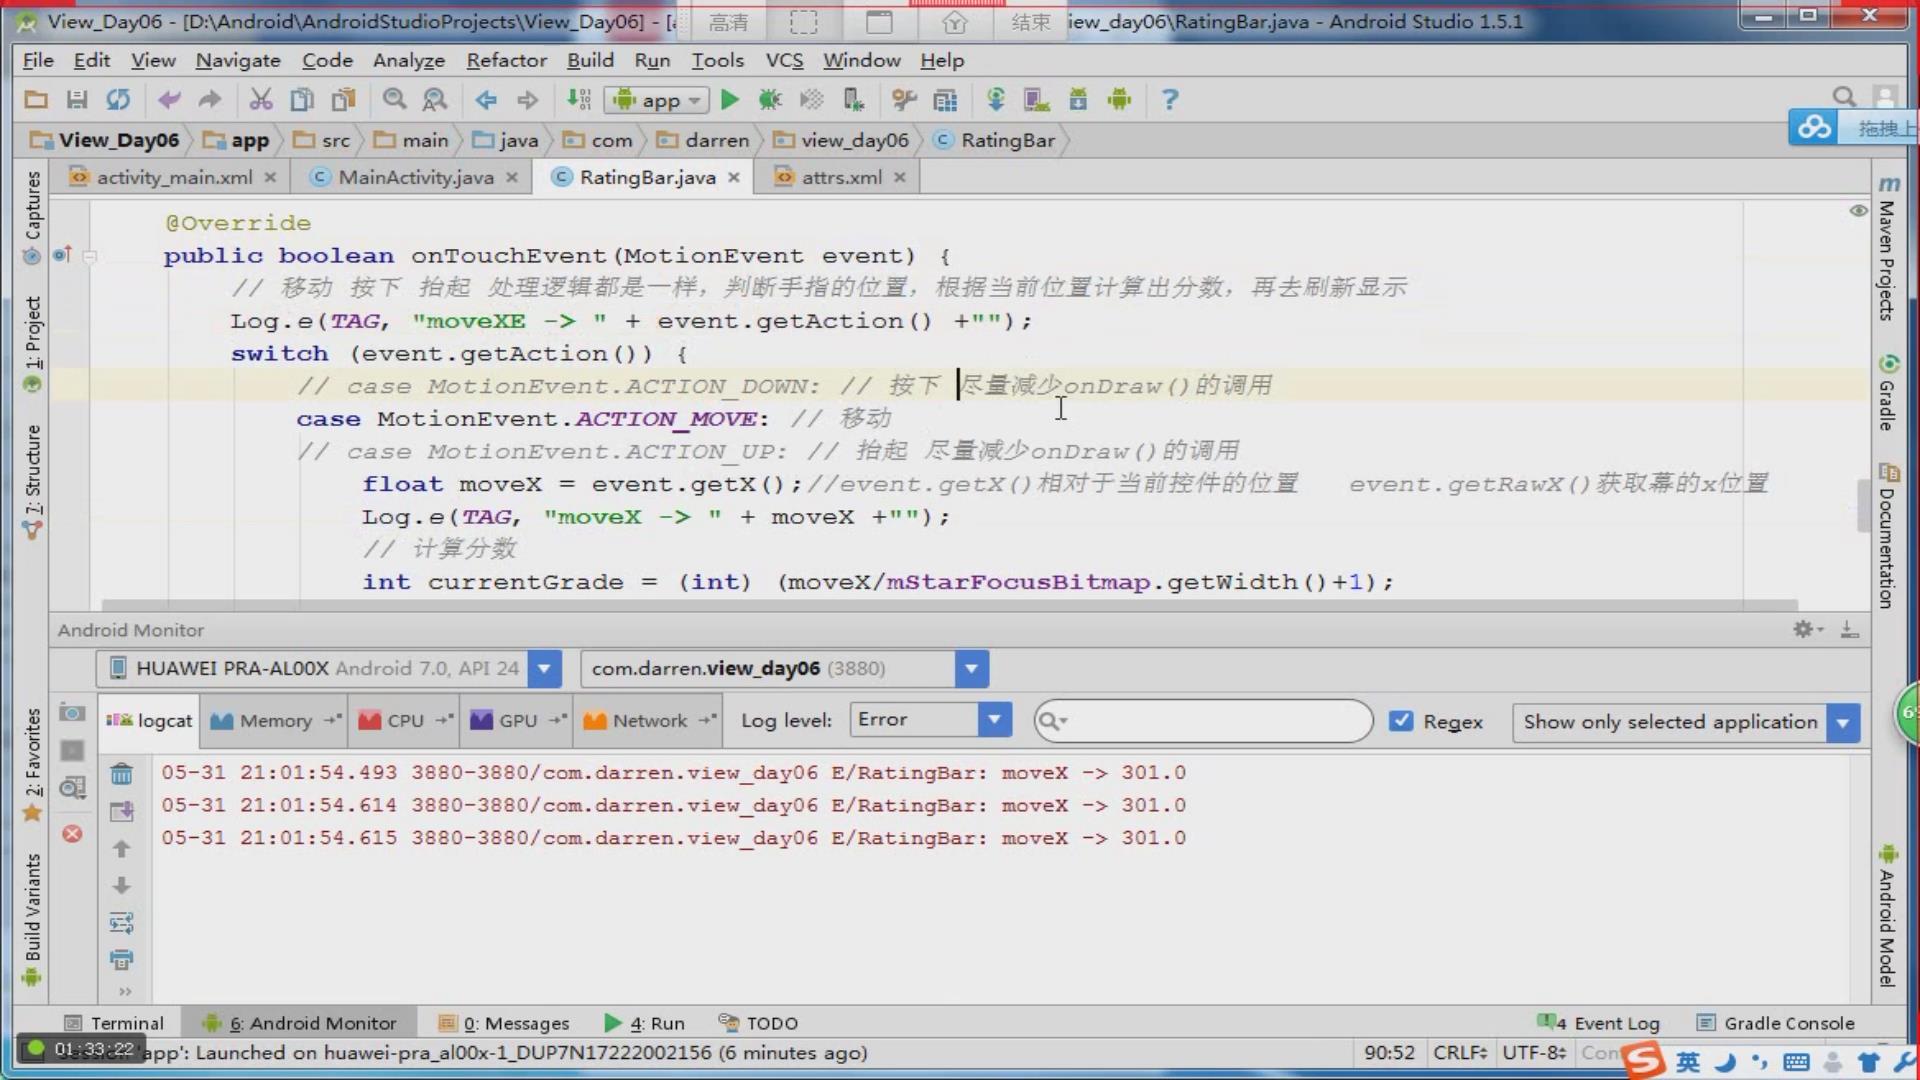 View_Day06 - [D:\Android\AndroidStudioProjects\View_Day06] - [
高清
结束
iew_day06\RatingBar.java - Android Studio 1.5.1
File Edit View Navigate Code Analyze Refactor Build Run Tools VCS Window Help
app
View_Day06 app src main java com darren view_day06 RatingBar
拖拽上
activity_main.xml MainActivity.java RatingBar.java attrs.xml
@Override
public boolean onTouchEvent(MotionEvent event) {
// 移动 按下 抬起 处理逻辑都是一样，判断手指的位置，根据当前位置计算出分数，再去刷新显示
Log.e(TAG, "moveXE -> " + event.getAction() +"");
switch (event.getAction()) {
// case MotionEvent.ACTION_DOWN: // 按下 尽量减少onDraw()的调用
case MotionEvent.ACTION_MOVE: // 移动
// case MotionEvent.ACTION_UP: // 抬起 尽量减少onDraw()的调用
float moveX = event.getX();//event.getX()相对于当前控件的位置 event.getRawX()获取幕的x位置
Log.e(TAG, "moveX -> " + moveX +"");
// 计算分数
int currentGrade = (int) (moveX/mStarFocusBitmap.getWidth()+1);
Captures
1: Project
7: Structure
2: Favorites
Build Variants
Maven Projects
Gradle
Documentation
Android Model
Android Monitor
HUAWEI PRA-AL00X Android 7.0, API 24
com.darren.view_day06 (3880)
logcat Memory CPU GPU Network Log level: Error Regex Show only selected application
05-31 21:01:54.493 3880-3880/com.darren.view_day06 E/RatingBar: moveX -> 301.0
05-31 21:01:54.614 3880-3880/com.darren.view_day06 E/RatingBar: moveX -> 301.0
05-31 21:01:54.615 3880-3880/com.darren.view_day06 E/RatingBar: moveX -> 301.0
Terminal 6: Android Monitor 0: Messages 4: Run TODO 4 Event Log Gradle Console
01:33:22
'app': Launched on huawei-pra_al00x-1_DUP7N17222002156 (6 minutes ago)
90:52 CRLF UTF-8 Con
英